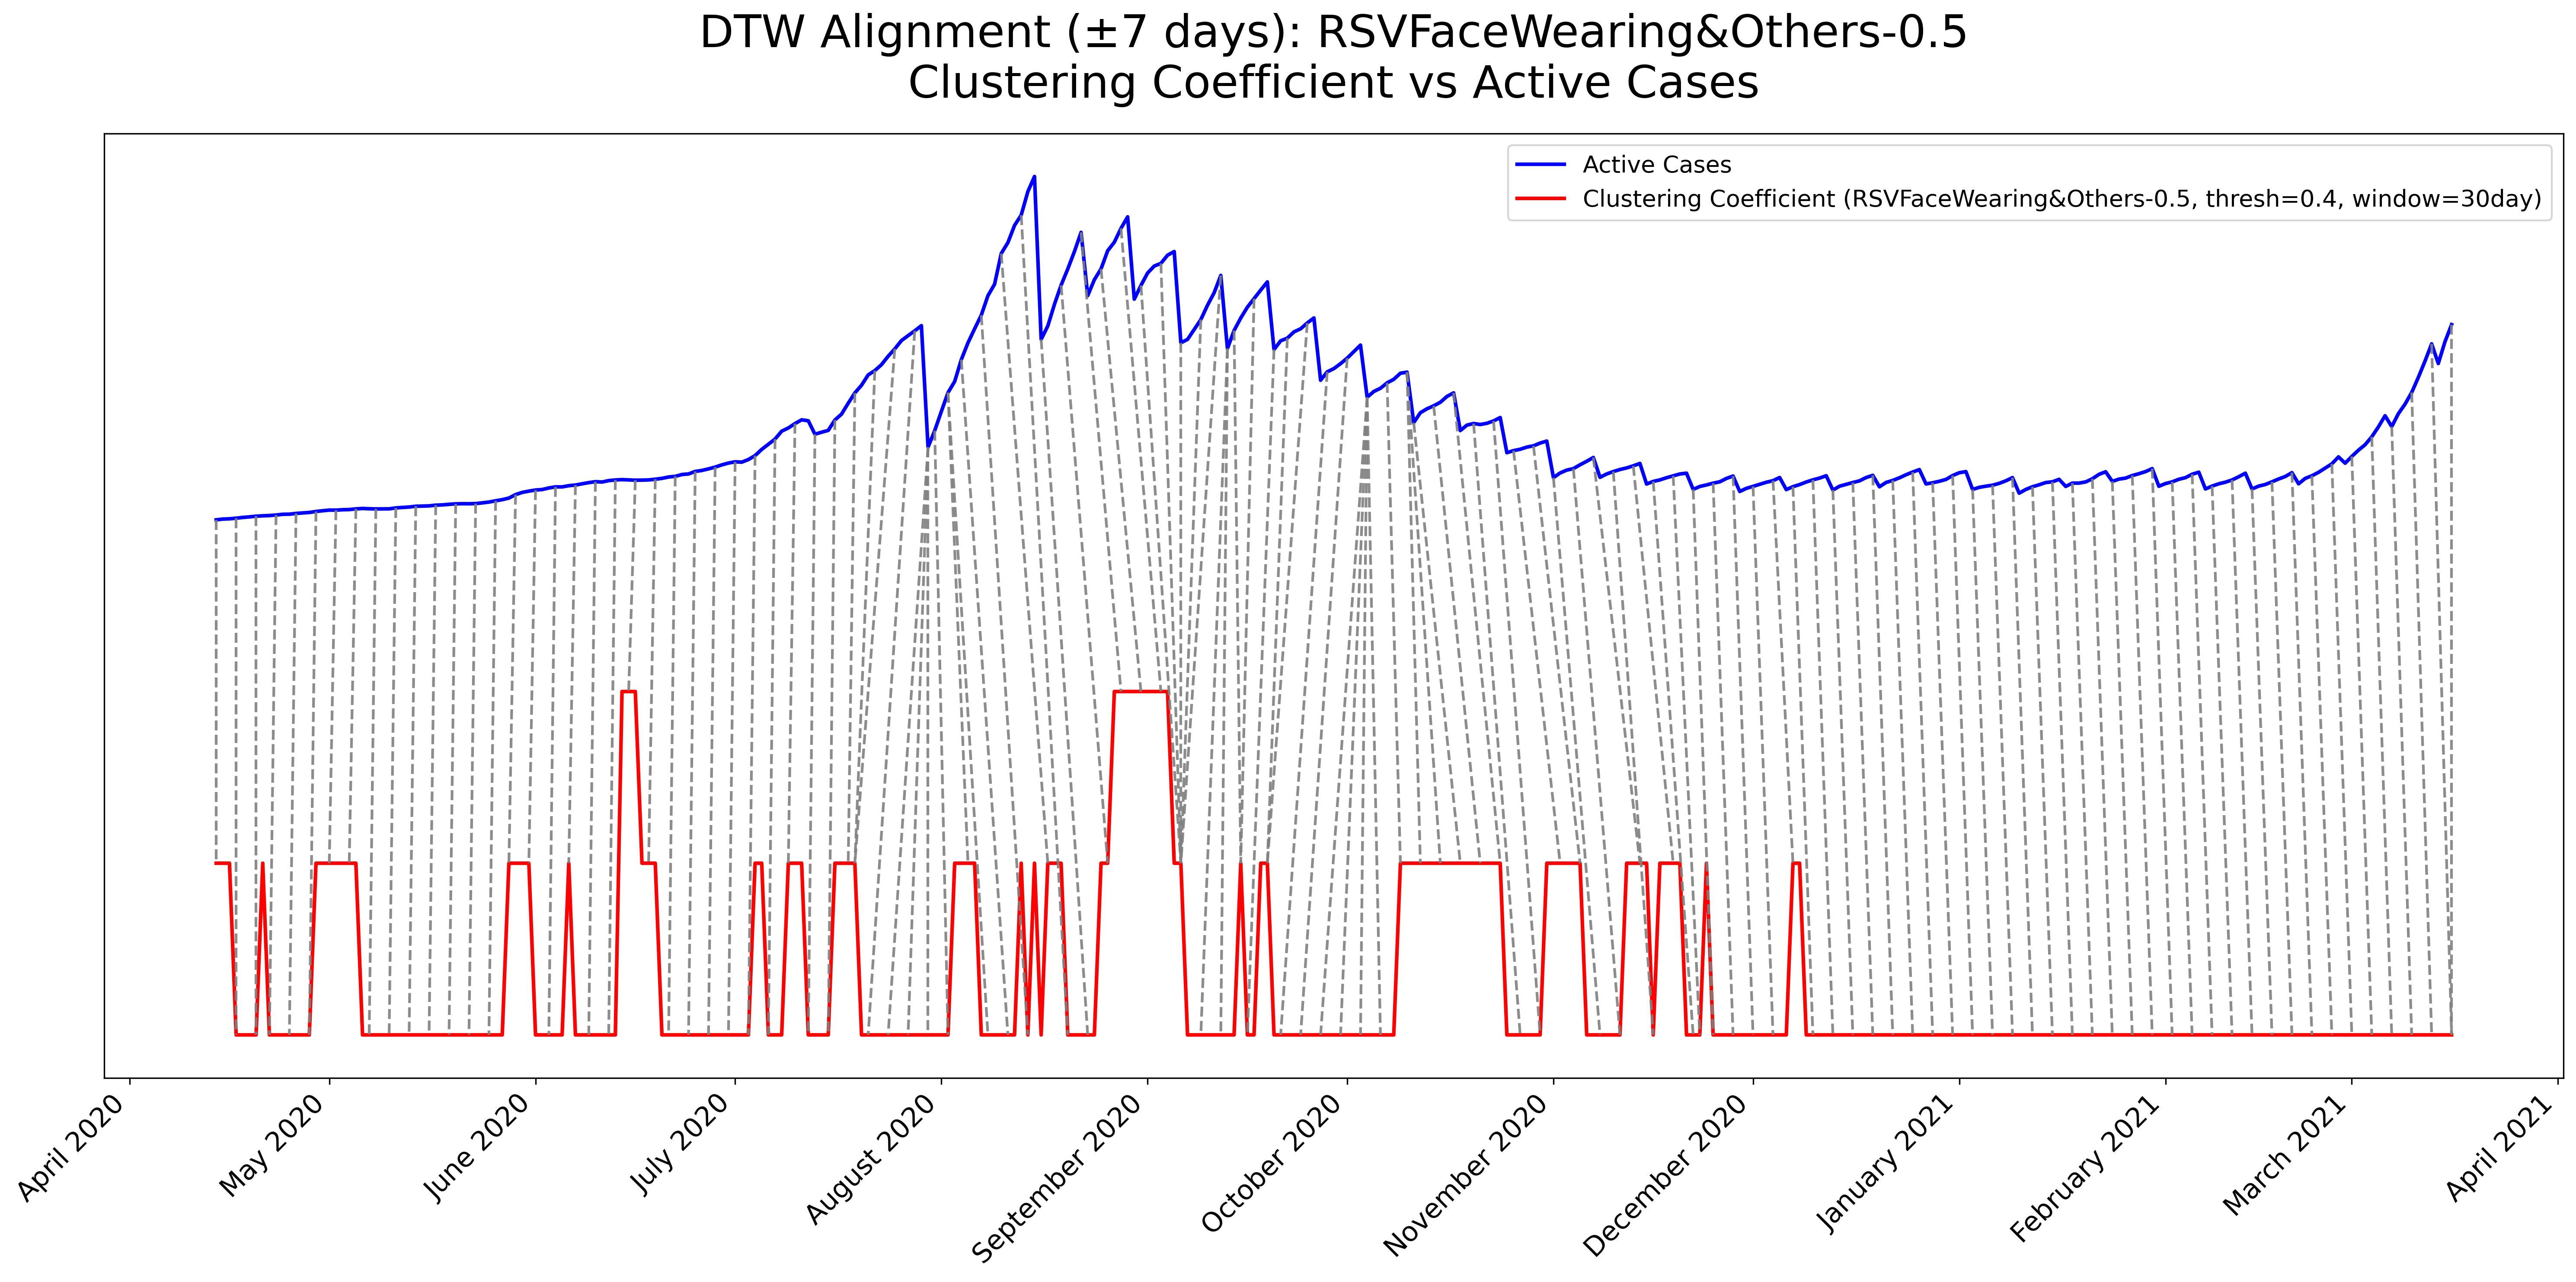 DTW Alignment (±7 days): RSVFaceWearing&Others-0.5
Clustering Coefficient vs Active Cases
Active Cases
Clustering Coefficient (RSVFaceWearing&Others-0.5, thresh=0.4, window=30day)
April 2020
May 2020
June 2020
July 2020
August 2020
September 2020
October 2020
November 2020
December 2020
January 2021
February 2021
March 2021
April 2021